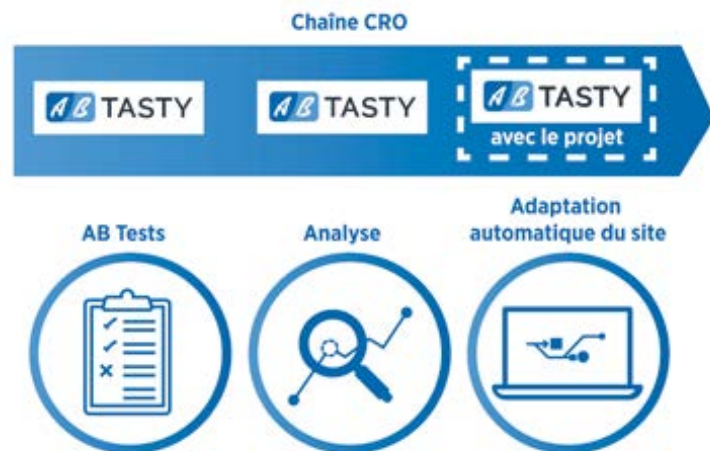 Chaîne CRO
AB TASTY
AB TASTY
AB TASTY
avec le projet
AB Tests
Analyse
Adaptation
automatique du site